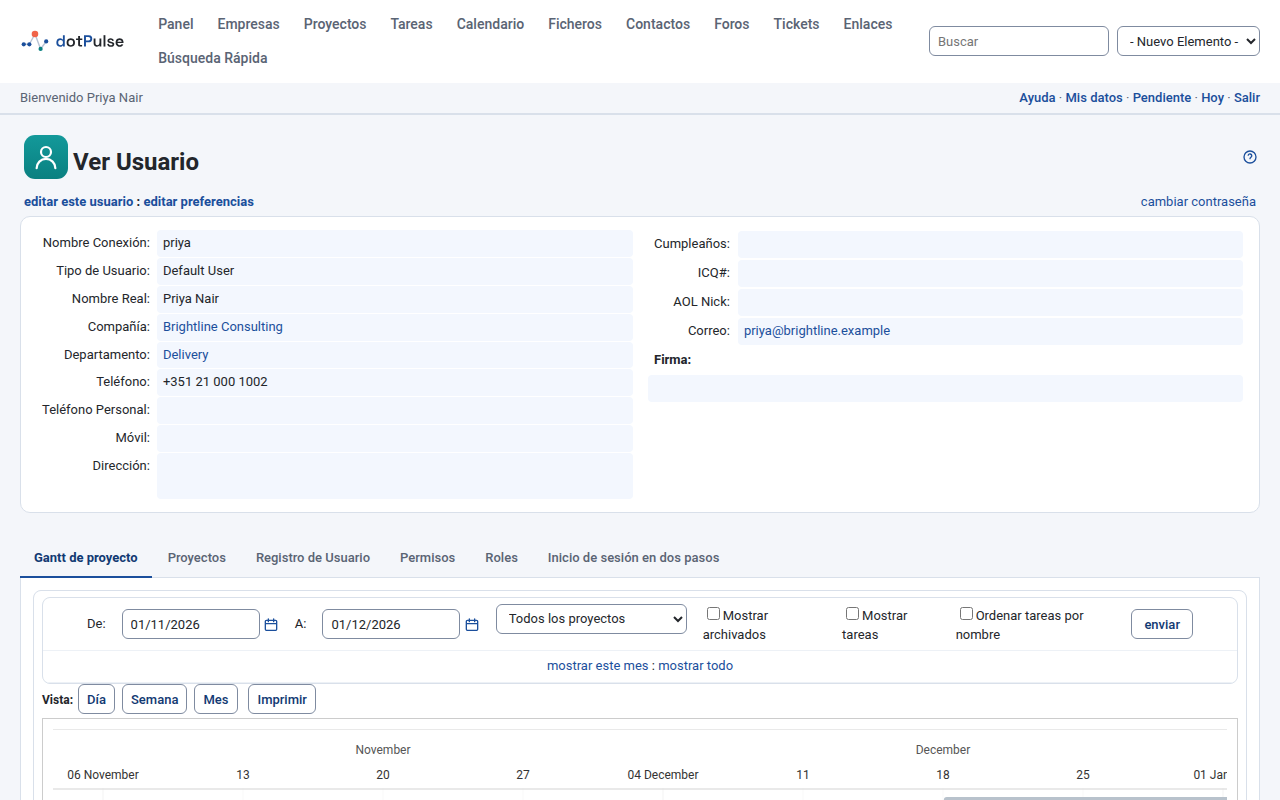 dotPulse
Panel Empresas Proyectos Tareas Calendario Ficheros Contactos Foros Tickets Enlaces
Búsqueda Rápida
Buscar
- Nuevo Elemento -
Bienvenido Priya Nair
Ayuda · Mis datos · Pendiente · Hoy · Salir
Ver Usuario
editar este usuario : editar preferencias
cambiar contraseña
Nombre Conexión: priya
Tipo de Usuario: Default User
Nombre Real: Priya Nair
Compañía: Brightline Consulting
Departamento: Delivery
Teléfono: +351 21 000 1002
Teléfono Personal:
Móvil:
Dirección:
Cumpleaños:
ICQ#:
AOL Nick:
Correo: priya@brightline.example
Firma:
Gantt de proyecto Proyectos Registro de Usuario Permisos Roles Inicio de sesión en dos pasos
De: 01/11/2026 A: 01/12/2026 Todos los proyectos Mostrar archivados Mostrar tareas Ordenar tareas por nombre enviar
mostrar este mes : mostrar todo
Vista: Día Semana Mes Imprimir
November December
06 November 13 20 27 04 December 11 18 25 01 Jar